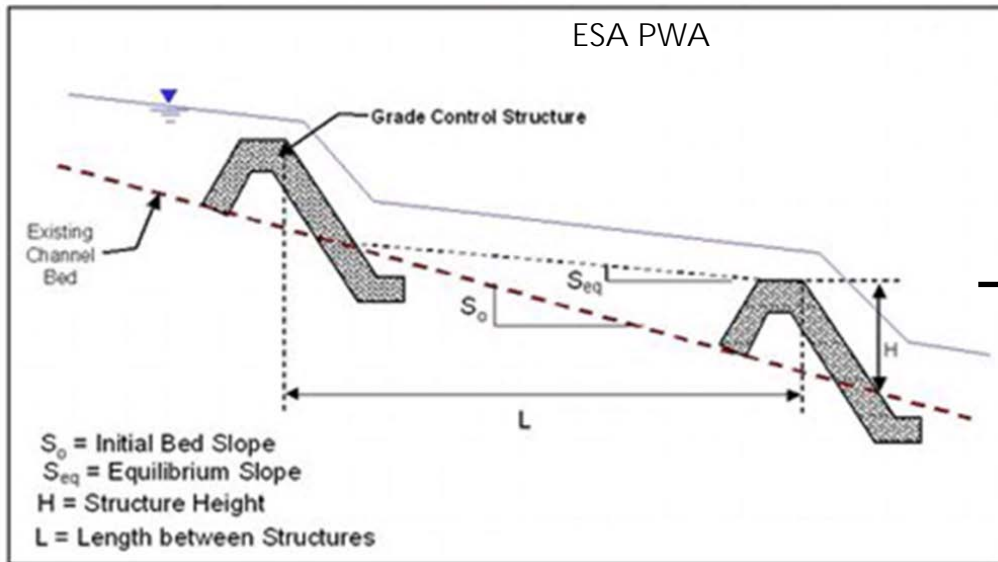 ESA PWA
Grade Control Structure
Existing
Channel
Bed
Seq
So
H
L
So = Initial Bed Slope
Seq = Equilibrium Slope
H = Structure Height
L = Length between Structures